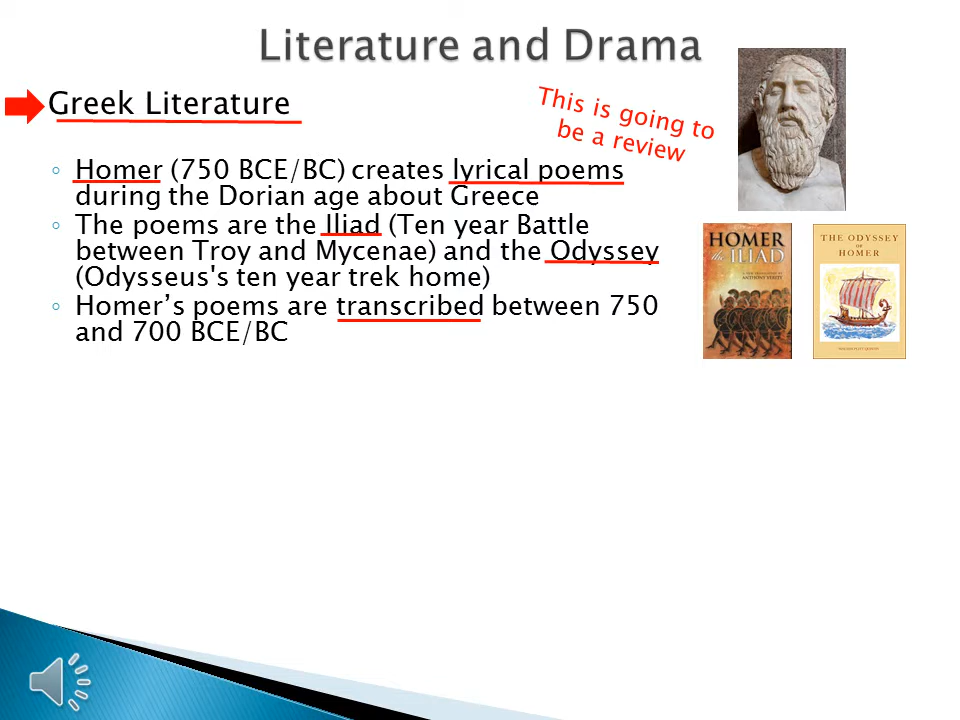 Literature and Drama
Greek Literature
This is going to
be a review
◦ Homer (750 BCE/BC) creates lyrical poems
during the Dorian age about Greece
◦ The poems are the Iliad (Ten year Battle
between Troy and Mycenae) and the Odyssey
(Odysseus's ten year trek home)
◦ Homer’s poems are transcribed between 750
and 700 BCE/BC
HOMER
the ILIAD
THE ODYSSEY
OF
HOMER